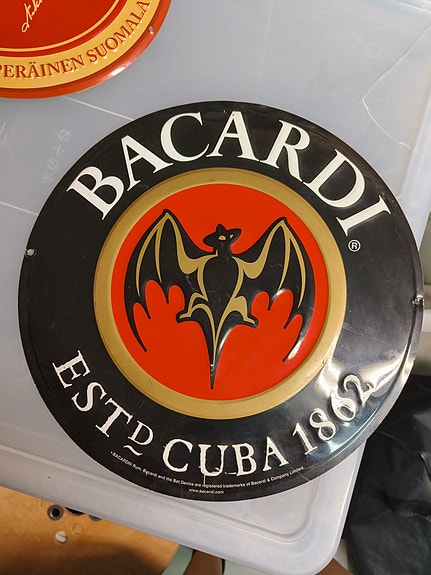 PERÄINEN SUOMALA
BACARDI
®
ESTD CUBA 1862
• BACARDI Rum, Bacardi and the Bat Device are registered trademarks of Bacardi & Company Limited.
www.bacardi.com